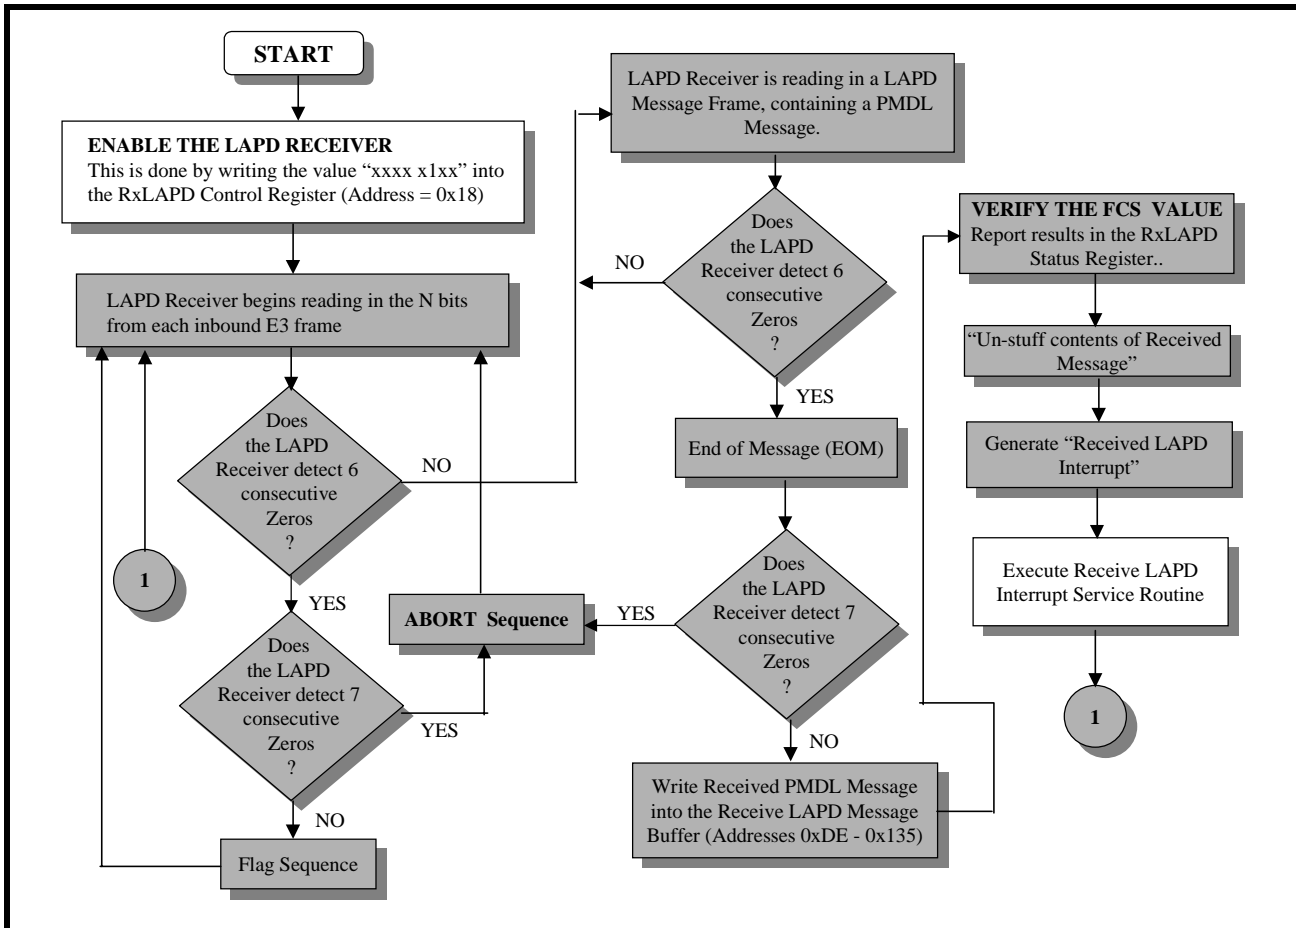 START
ENABLE THE LAPD RECEIVER
This is done by writing the value “xxxx x1xx” into
the RxLAPD Control Register (Address = 0x18)
LAPD Receiver begins reading in the N bits
from each inbound E3 frame
Does
the LAPD
Receiver detect 6
consecutive
Zeros
?
NO
YES
1
Does
the LAPD
Receiver detect 7
consecutive
Zeros
?
YES
NO
Flag Sequence
ABORT Sequence
LAPD Receiver is reading in a LAPD
Message Frame, containing a PMDL
Message.
Does
the LAPD
Receiver detect 6
consecutive
Zeros
?
NO
YES
End of Message (EOM)
Does
the LAPD
Receiver detect 7
consecutive
Zeros
?
YES
NO
Write Received PMDL Message
into the Receive LAPD Message
Buffer (Addresses 0xDE - 0x135)
VERIFY THE FCS VALUE
Report results in the RxLAPD
Status Register..
“Un-stuff contents of Received
Message”
Generate “Received LAPD
Interrupt”
Execute Receive LAPD
Interrupt Service Routine
1